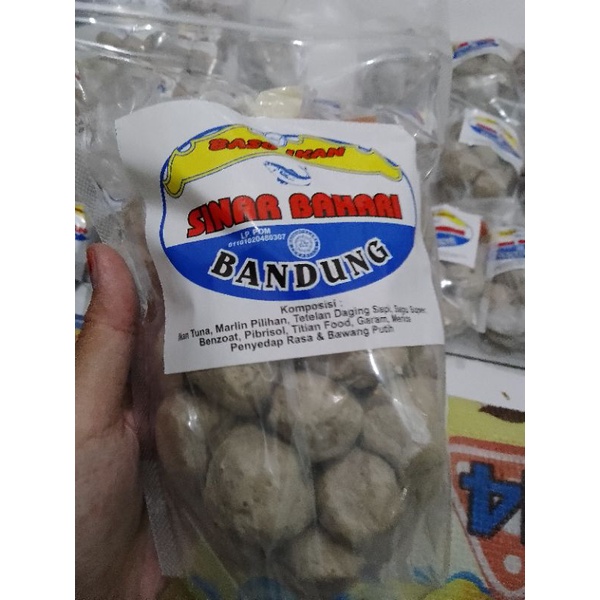 BASO IKAN
SINAR BAHARI
LP. POM
BANDUNG
Komposisi :
Ikan Tuna, Marlin Pilihan, Tetelan Daging Sapi, Sagu
Benzoat, Pibrisol, Titian Food, Garam, Merica
Penyedap Rasa & Bawang Putih